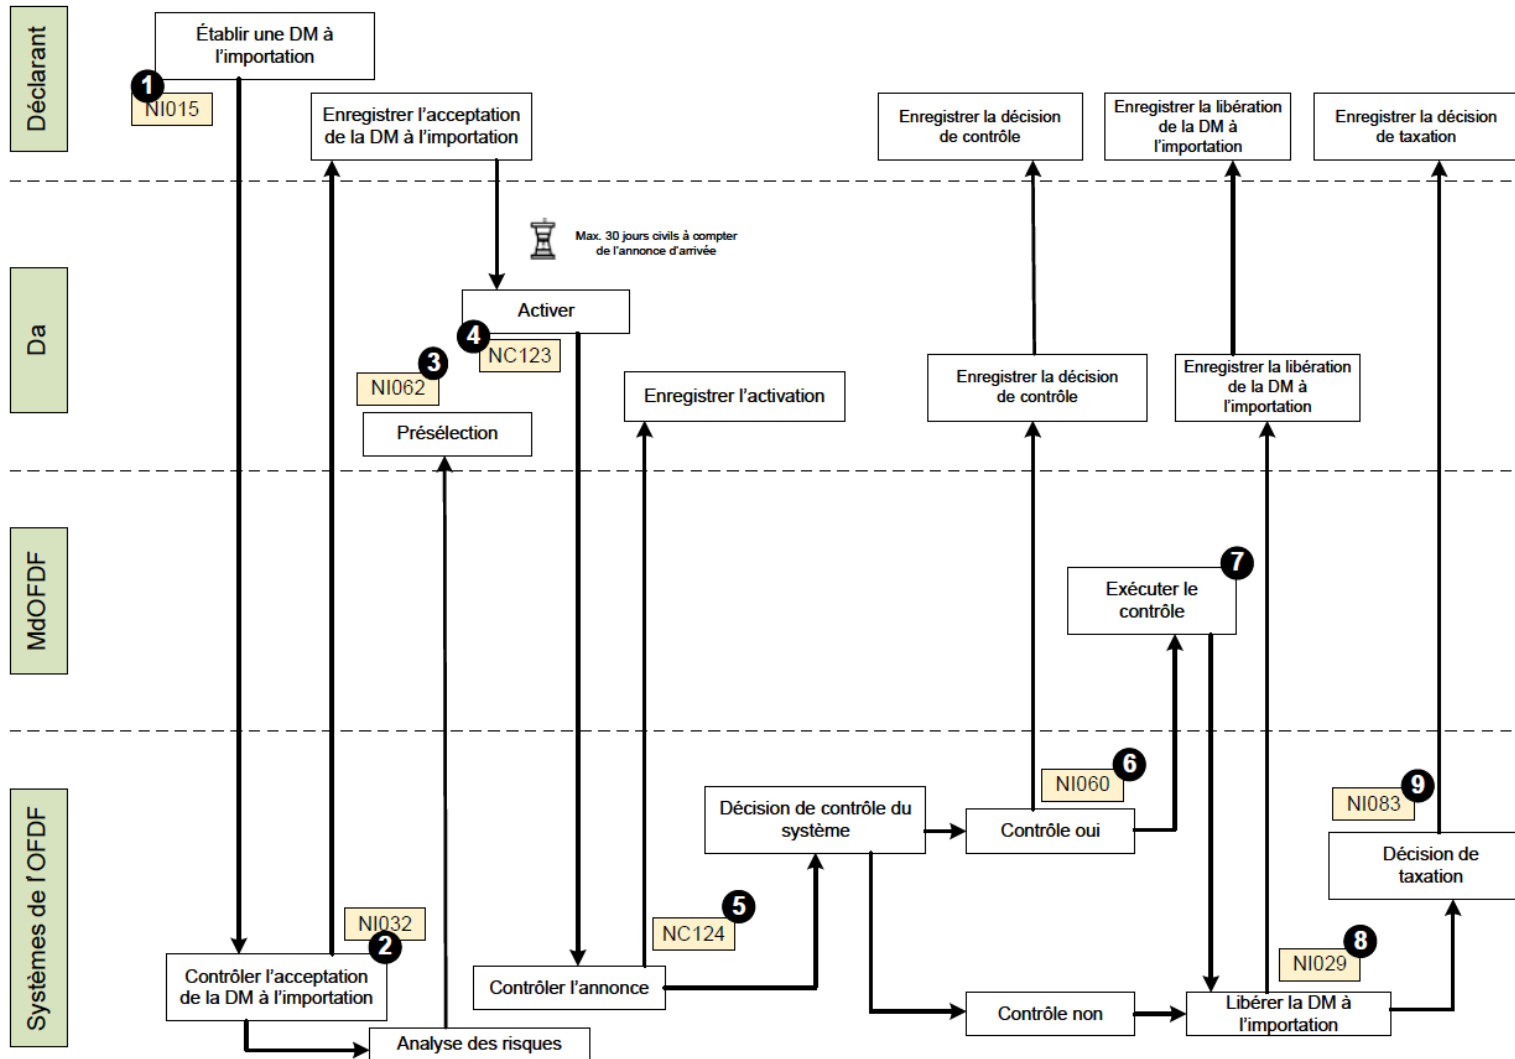 Déclarant
Établir une DM à
l'importation
1
NI015
Enregistrer l'acceptation
de la DM à l'importation
Enregistrer la décision
de contrôle
Enregistrer la libération
de la DM à
l'importation
Enregistrer la décision
de taxation
Da
Max. 30 jours civils à compter
de l'annonce d'arrivée
Activer
4
NC123
3
NI062
Présélection
Enregistrer l'activation
Enregistrer la décision
de contrôle
Enregistrer la libération
de la DM à
l'importation
MdOFDF
7
Exécuter le
contrôle
Systèmes de l'OFDF
NI032
2
Contrôler l'acceptation
de la DM à l'importation
Analyse des risques
5
NC124
Contrôler l'annonce
Décision de contrôle du
système
6
NI060
Contrôle oui
Contrôle non
8
NI029
Libérer la DM à
l'importation
9
NI083
Décision de
taxation